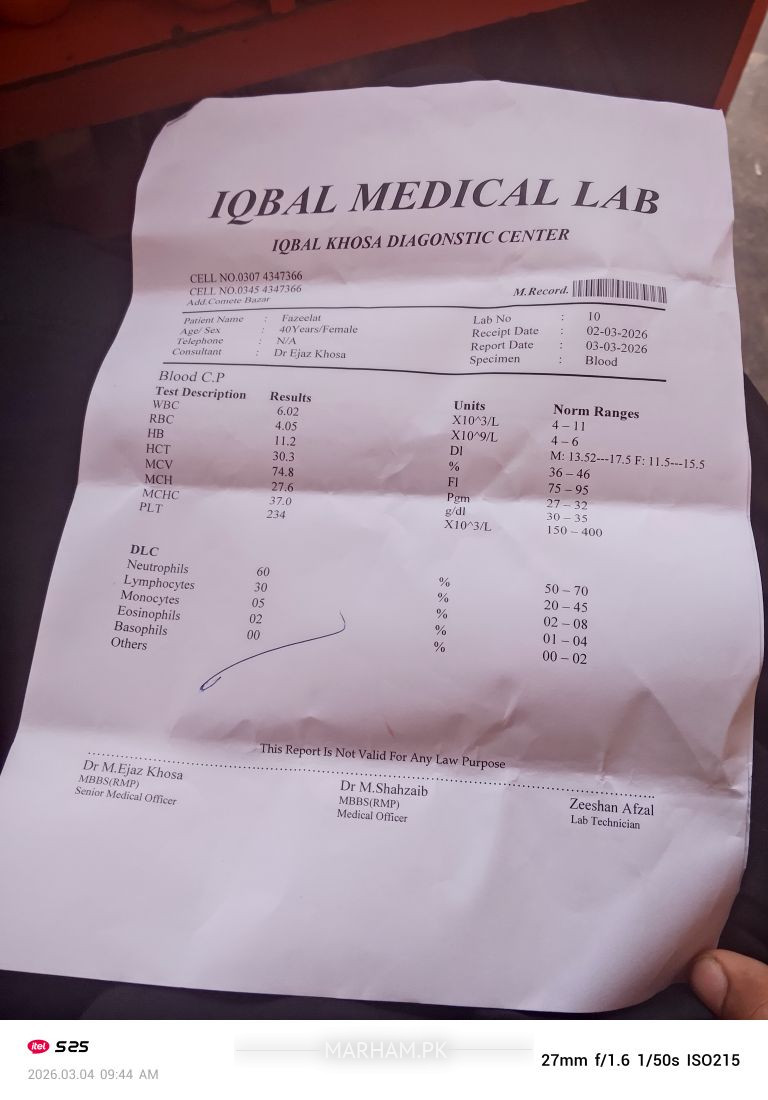 IQBAL MEDICAL LAB
IQBAL KHOSA DIAGONSTIC CENTER
CELL NO.0307 4347366
CELL NO.0345 4347366
Add.Comete Bazar
M.Record.
Patient Name : Fazeelat
Age/ Sex : 40Years/Female
Telephone : N/A
Consultant : Dr Ejaz Khosa
Lab No : 10
Receipt Date : 02-03-2026
Report Date : 03-03-2026
Specimen : Blood
Blood C.P
Test Description Results Units Norm Ranges
WBC 6.02 X10^3/L 4 – 11
RBC 4.05 X10^9/L 4 – 6
HB 11.2 Dl M: 13.52---17.5 F: 11.5---15.5
HCT 30.3 % 36 – 46
MCV 74.8 Fl 75 – 95
MCH 27.6 Pgm 27 – 32
MCHC 37.0 g/dl 30 – 35
PLT 234 X10^3/L 150 – 400
DLC
Neutrophils 60 % 50 – 70
Lymphocytes 30 % 20 – 45
Monocytes 05 % 02 – 08
Eosinophils 02 % 01 – 04
Basophils 00 % 00 – 02
Others
This Report Is Not Valid For Any Law Purpose
Dr M.Ejaz Khosa
MBBS(RMP)
Senior Medical Officer
Dr M.Shahzaib
MBBS(RMP)
Medical Officer
Zeeshan Afzal
Lab Technician
itel S25
2026.03.04 09:44 AM
MARHAM.PK
27mm f/1.6 1/50s ISO215